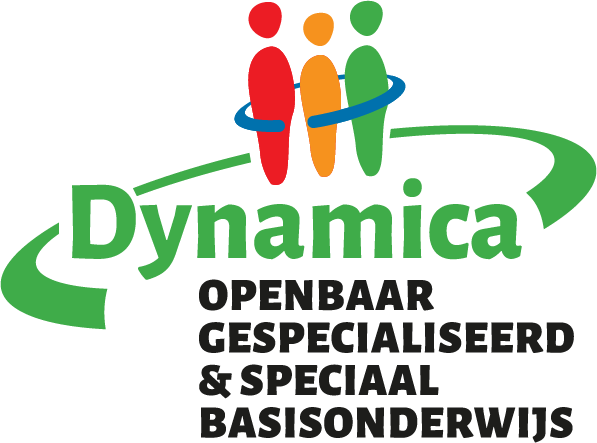 Dynamica
OPENBAAR
GESPECIALISEERD
& SPECIAAL
BASISONDERWIJS